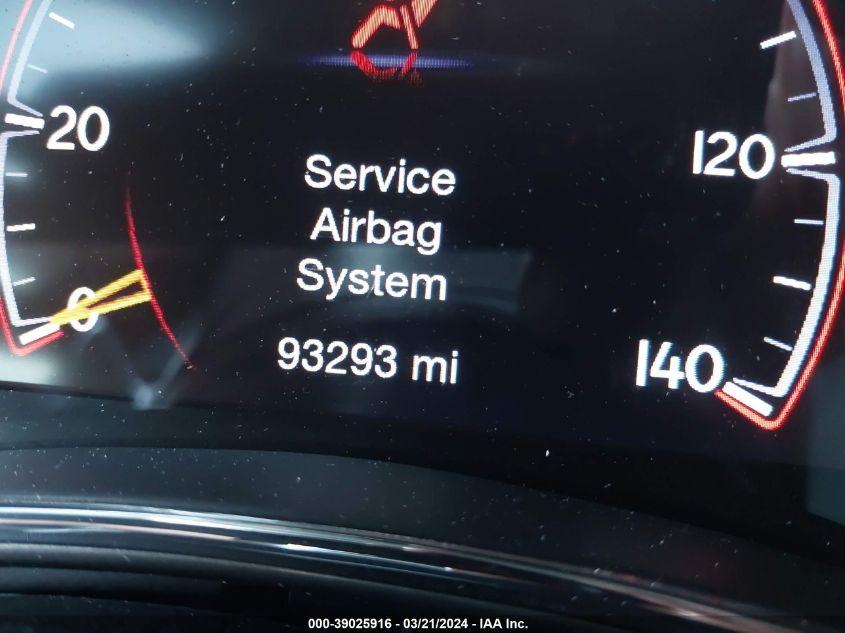 20
120
Service
Airbag
System
0
93293 mi
140
000-39025916 - 03/21/2024 - IAA Inc.